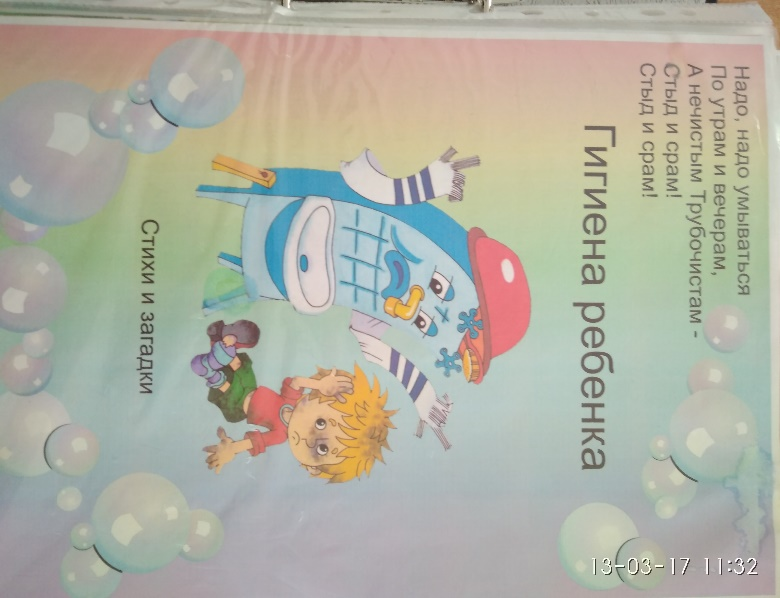 Надо, надо умываться
По утрам и вечерам,
А нечистым Трубочистам -
Стыд и срам!
Стыд и срам!
Гигиена ребенка
Стихи и загадки
13-03-17 11:32